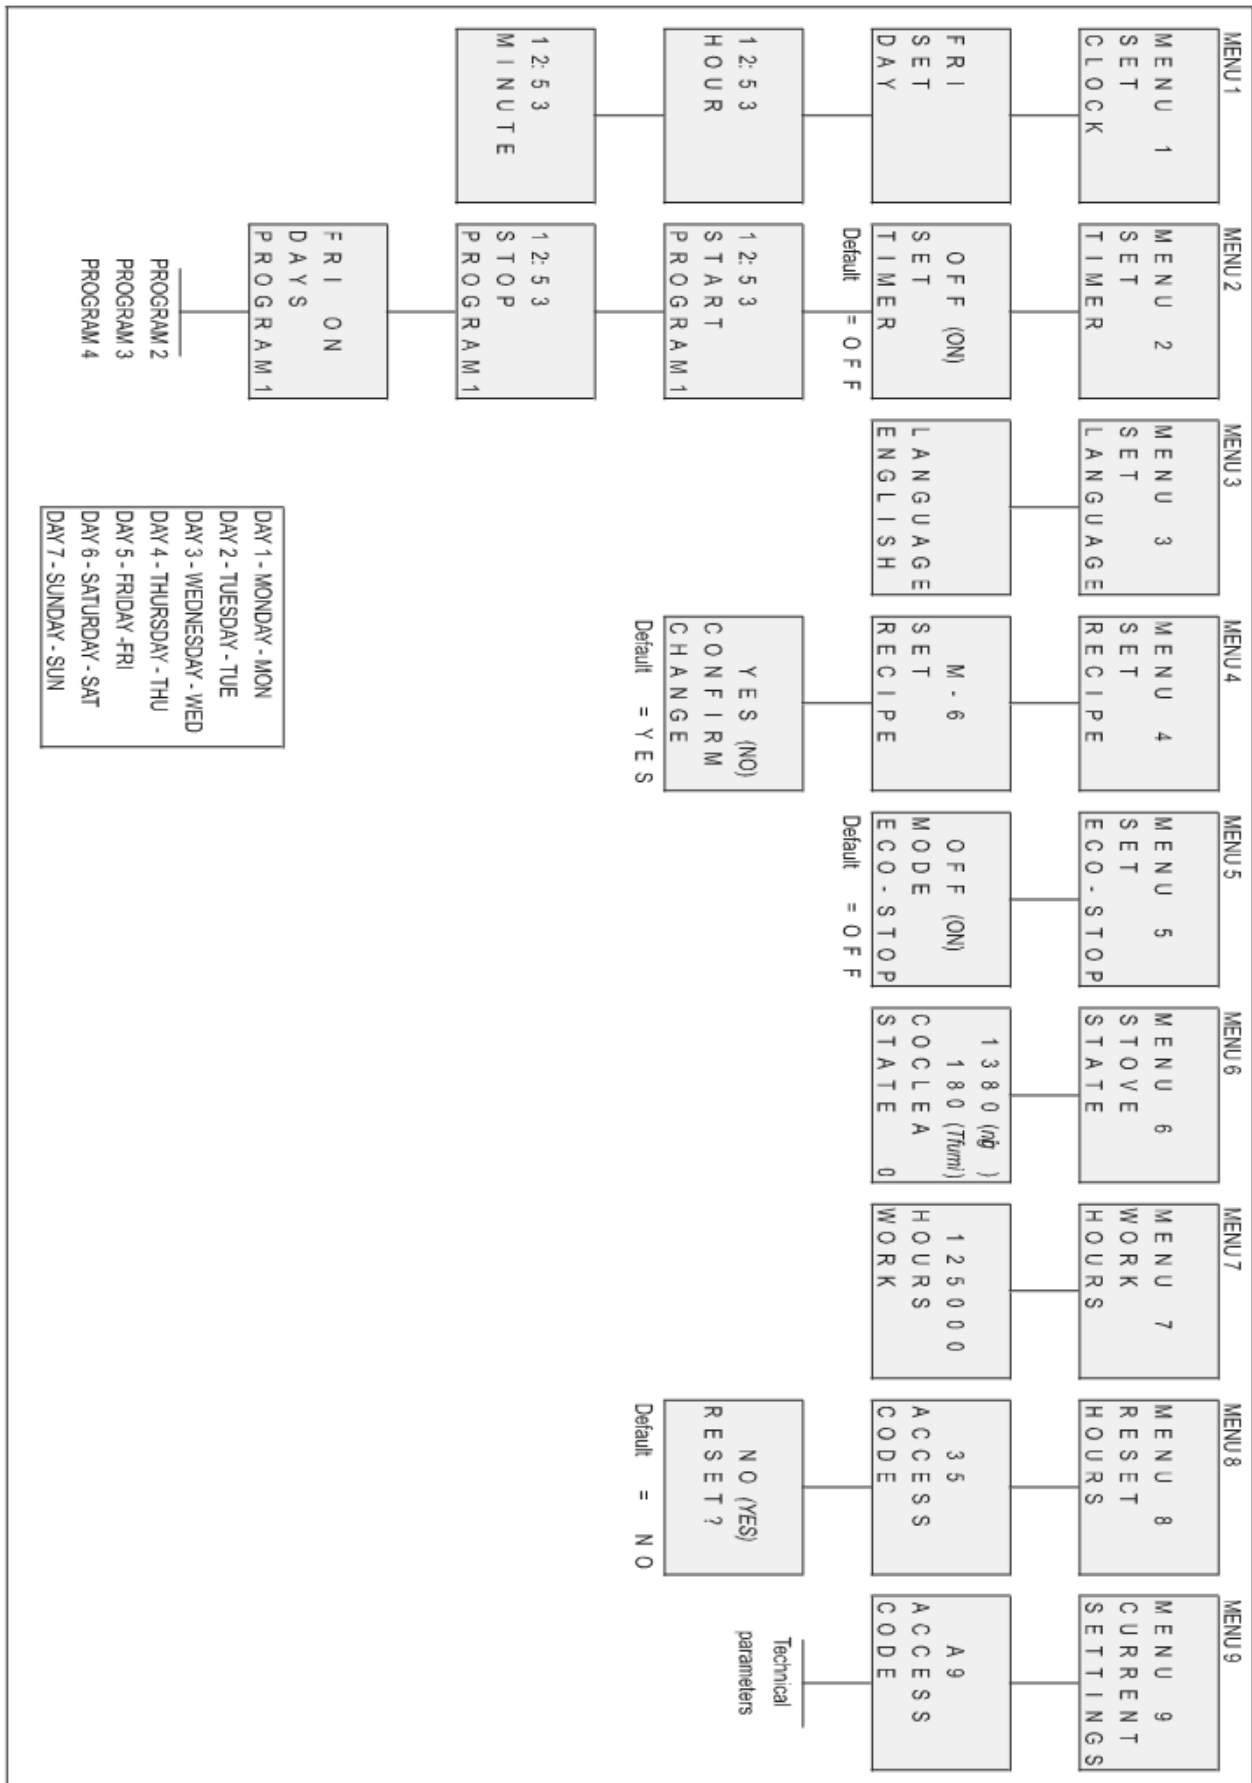 MENU 1
MENU 1
SET
CLOCK
FRI
SET
DAY
12:53
HOUR
12:53
MINUTE
MENU 2
MENU 2
SET
TIMER
OFF (ON)
SET
TIMER
Default = OFF
12:53
START
PROGRAM1
12:53
STOP
PROGRAM1
FRI ON
DAYS
PROGRAM1
PROGRAM 2
PROGRAM 3
PROGRAM 4
MENU 3
MENU 3
SET
LANGUAGE
LANGUAGE
ENGLISH
MENU 4
MENU 4
SET
RECIPE
M-6
SET
RECIPE
YES (NO)
CONFIRM
CHANGE
Default = YES
MENU 5
MENU 5
SET
ECO-STOP
OFF (ON)
MODE
ECO-STOP
Default = OFF
MENU 6
MENU 6
STOVE
STATE
1380
180 (Tfumi)
COCLEA
STATE 0
MENU 7
MENU 7
WORK
HOURS
125000
HOURS
WORK
MENU 8
MENU 8
RESET
HOURS
35
ACCESS
CODE
NO (YES)
RESET?
Default = NO
MENU 9
MENU 9
CURRENT
SETTINGS
A9
ACCESS
CODE
Technical
parameters
DAY 1 - MONDAY - MON
DAY 2 - TUESDAY - TUE
DAY 3 - WEDNESDAY - WED
DAY 4 - THURSDAY - THU
DAY 5 - FRIDAY -FRI
DAY 6 - SATURDAY - SAT
DAY 7 - SUNDAY - SUN